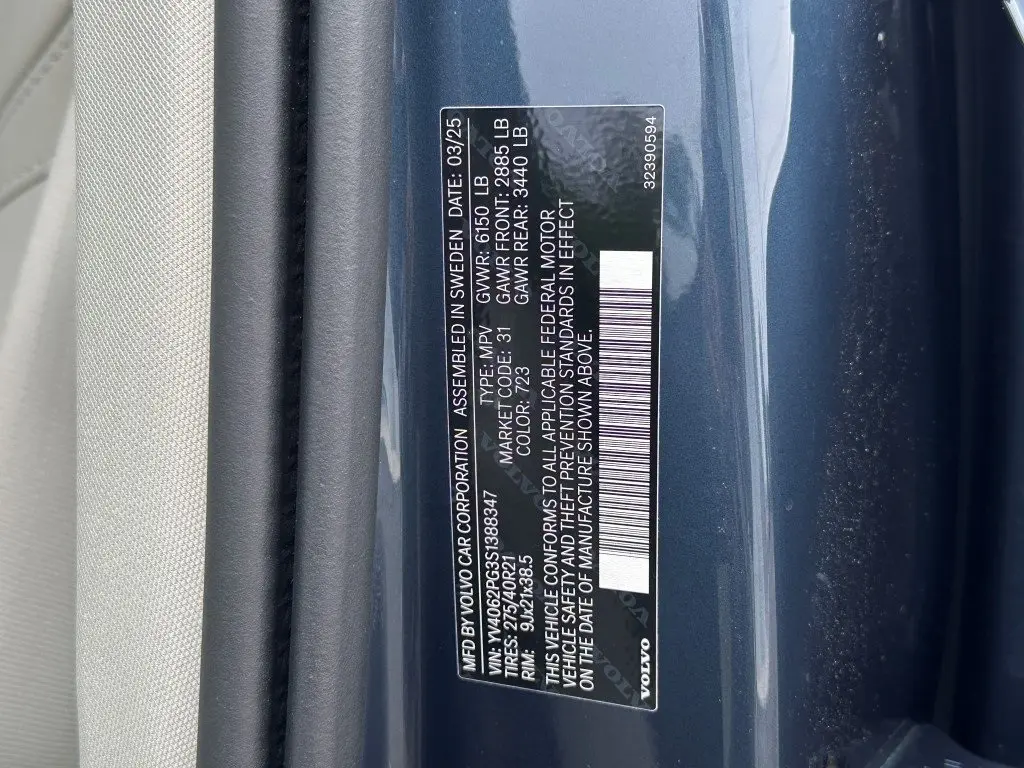 MFD BY VOLVO CAR CORPORATION ASSEMBLED IN SWEDEN DATE: 03/25
VIN: YV4062PG3S1388347 TYPE: MPV GVWR: 6150 LB
TIRES: 275/40R21 MARKET CODE: 31 GAWR FRONT: 2885 LB
RIM: 9Jx21x38.5 COLOR: 723 GAWR REAR: 3440 LB
THIS VEHICLE CONFORMS TO ALL APPLICABLE FEDERAL MOTOR
VEHICLE SAFETY AND THEFT PREVENTION STANDARDS IN EFFECT
ON THE DATE OF MANUFACTURE SHOWN ABOVE.
VOLVO 32390594